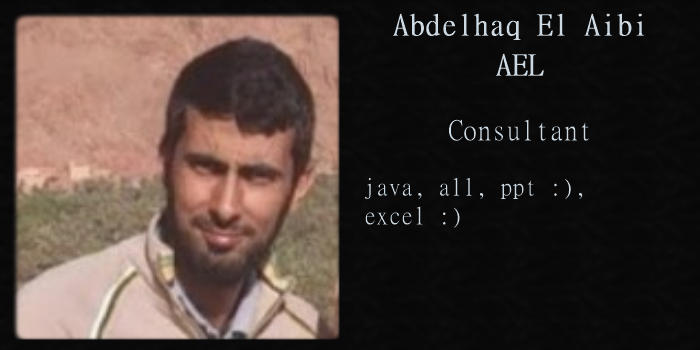 Abdelhaq El Aibi
AEL
Consultant
java, all, ppt :),
excel :)